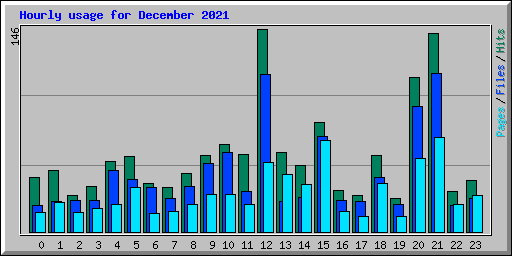 Hourly usage for December 2021
146
Pages/Files/Hits
0 1 2 3 4 5 6 7 8 9 10 11 12 13 14 15 16 17 18 19 20 21 22 23